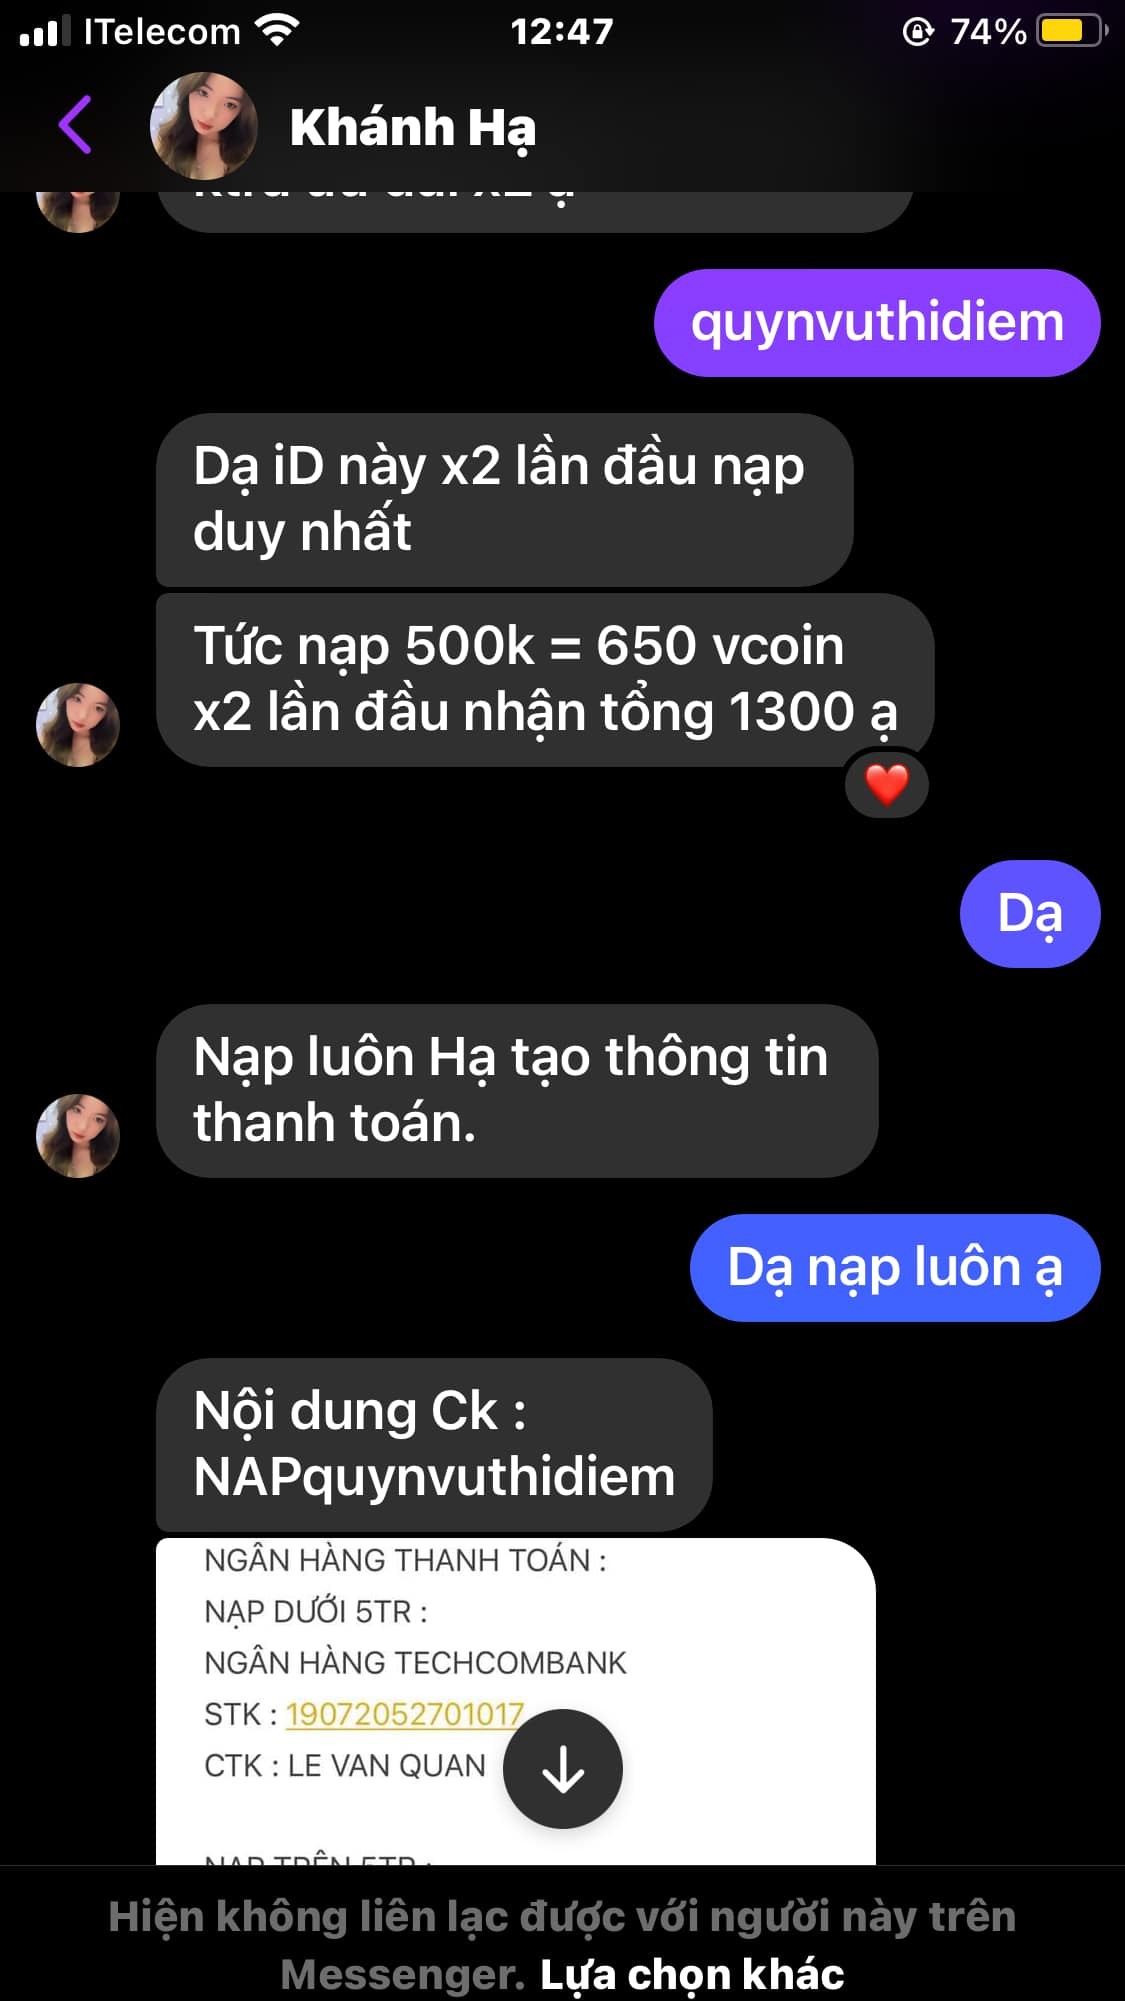 ITelecom 12:47 74%
Khánh Hạ
quynvuthidiem
Dạ iD này x2 lần đầu nạp
duy nhất
Tức nạp 500k = 650 vcoin
x2 lần đầu nhận tổng 1300 ạ
Dạ
Nạp luôn Hạ tạo thông tin
thanh toán.
Dạ nạp luôn ạ
Nội dung Ck :
NAPquynvuthidiem
NGÂN HÀNG THANH TOÁN :
NẠP DƯỚI 5TR :
NGÂN HÀNG TECHCOMBANK
STK : 19072052701017
CTK : LE VAN QUAN
NẠP TRÊN 5TR :
Hiện không liên lạc được với người này trên
Messenger. Lựa chọn khác